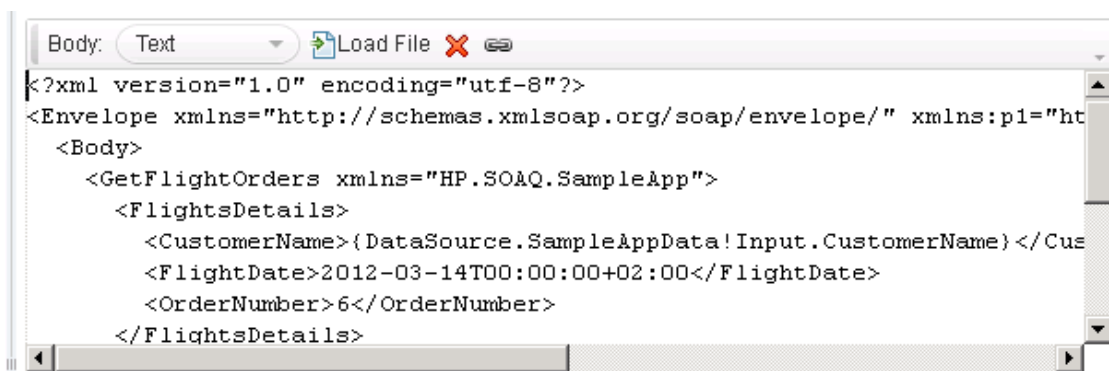 Body: Text Load File
<?xml version="1.0" encoding="utf-8"?>
<Envelope xmlns="http://schemas.xmlsoap.org/soap/envelope/" xmlns:p1="ht
<Body>
<GetFlightOrders xmlns="HP.SOAQ.SampleApp">
<FlightsDetails>
<CustomerName>{DataSource.SampleAppData!Input.CustomerName}</Cus
<FlightDate>2012-03-14T00:00:00+02:00</FlightDate>
<OrderNumber>6</OrderNumber>
</FlightsDetails>